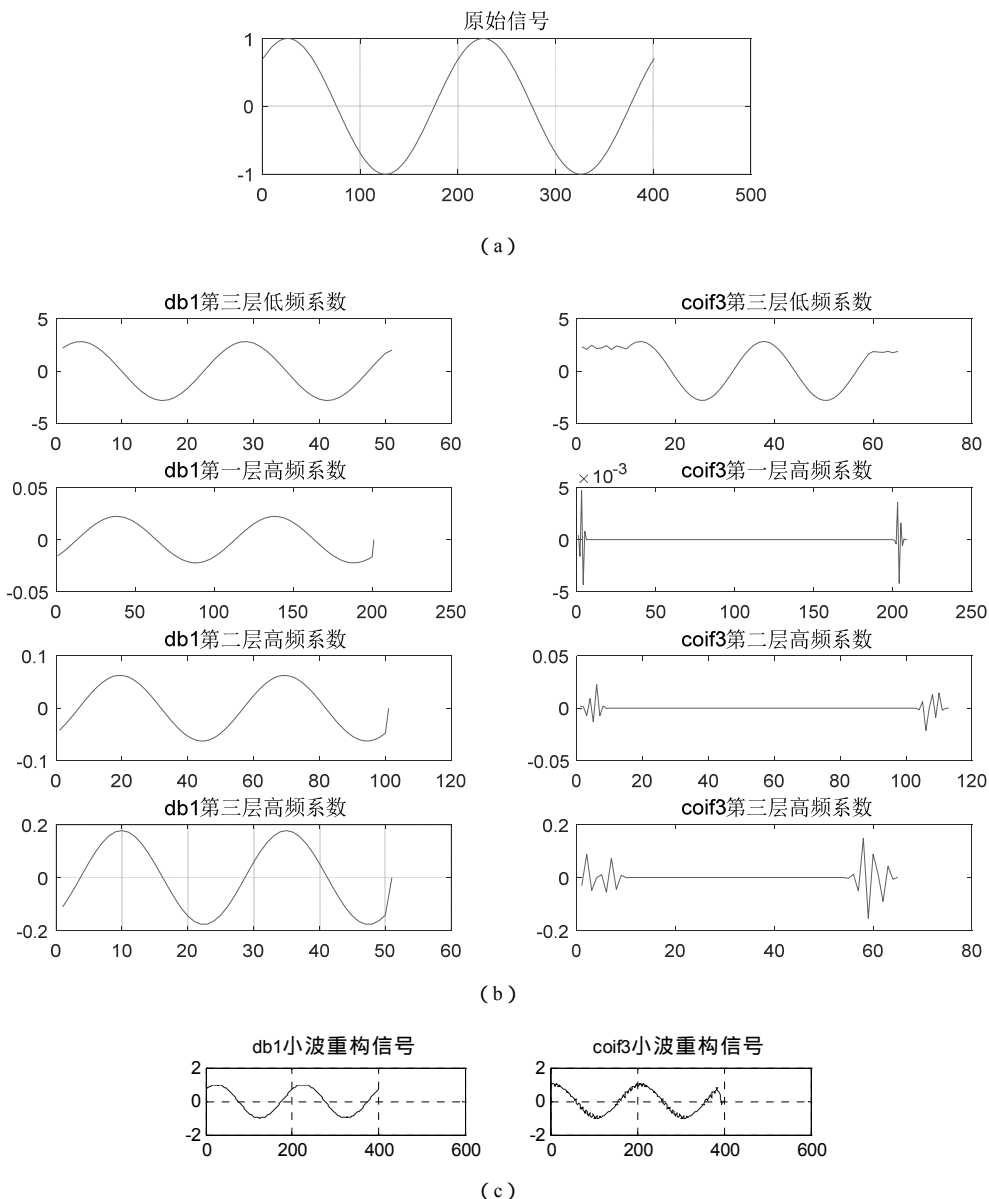 原始信号
1
0
-1
0 100 200 300 400 500
（a）
db1第三层低频系数
5
0
-5
0 10 20 30 40 50 60
coif3第三层低频系数
5
0
-5
0 20 40 60 80
db1第一层高频系数
0.05
0
-0.05
0 50 100 150 200 250
coif3第一层高频系数
×10⁻³
5
0
-5
0 50 100 150 200 250
db1第二层高频系数
0.1
0
-0.1
0 20 40 60 80 100 120
coif3第二层高频系数
0.05
0
-0.05
0 20 40 60 80 100 120
db1第三层高频系数
0.2
0
-0.2
0 10 20 30 40 50 60
coif3第三层高频系数
0.2
0
-0.2
0 20 40 60 80
（b）
db1小波重构信号
2
0
-2
0 200 400 600
coif3小波重构信号
2
0
-2
0 200 400 600
（c）